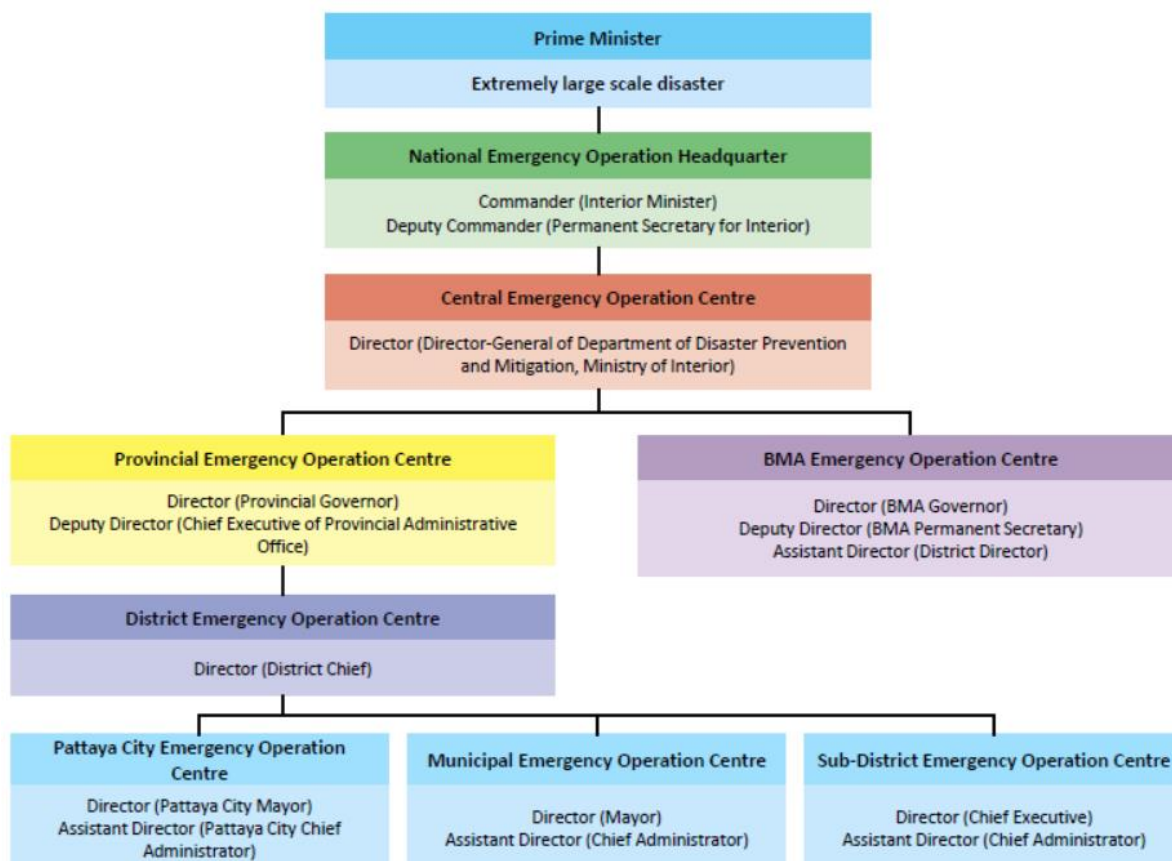 Prime Minister
Extremely large scale disaster
National Emergency Operation Headquarter
Commander (Interior Minister)
Deputy Commander (Permanent Secretary for Interior)
Central Emergency Operation Centre
Director (Director-General of Department of Disaster Prevention
and Mitigation, Ministry of Interior)
Provincial Emergency Operation Centre
Director (Provincial Governor)
Deputy Director (Chief Executive of Provincial Administrative
Office)
BMA Emergency Operation Centre
Director (BMA Governor)
Deputy Director (BMA Permanent Secretary)
Assistant Director (District Director)
District Emergency Operation Centre
Director (District Chief)
Pattaya City Emergency Operation
Centre
Director (Pattaya City Mayor)
Assistant Director (Pattaya City Chief
Administrator)
Municipal Emergency Operation Centre
Director (Mayor)
Assistant Director (Chief Administrator)
Sub-District Emergency Operation Centre
Director (Chief Executive)
Assistant Director (Chief Administrator)